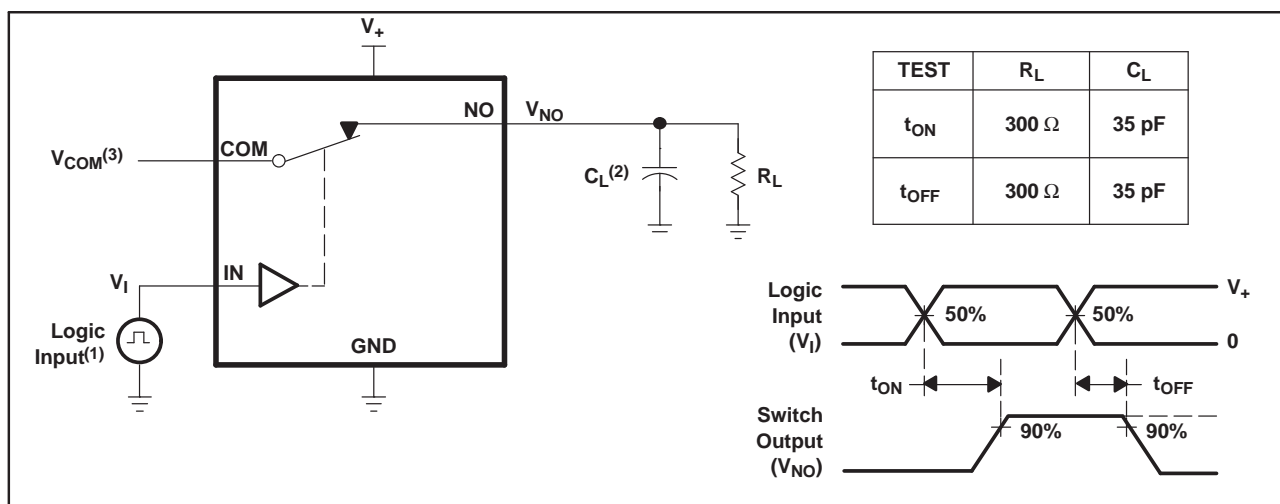 V+
NO
VNO
VCOM(3)
COM
CL(2)
RL
VI
IN
Logic
Input(1)
GND
TEST RL CL
tON 300 Ω 35 pF
tOFF 300 Ω 35 pF
Logic
Input
(VI)
50%
50%
V+
0
tON
tOFF
Switch
Output
(VNO)
90%
90%